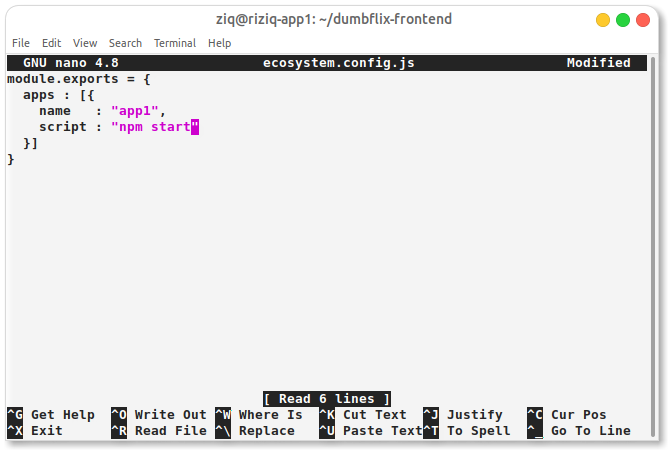 ziq@riziq-app1: ~/dumbflix-frontend
File Edit View Search Terminal Help
GNU nano 4.8 ecosystem.config.js Modified
module.exports = {
  apps : [{
    name   : "app1",
    script : "npm start"
  }]
}
[ Read 6 lines ]
^G Get Help ^O Write Out ^W Where Is ^K Cut Text ^J Justify ^C Cur Pos
^X Exit ^R Read File ^\ Replace ^U Paste Text ^T To Spell ^_ Go To Line